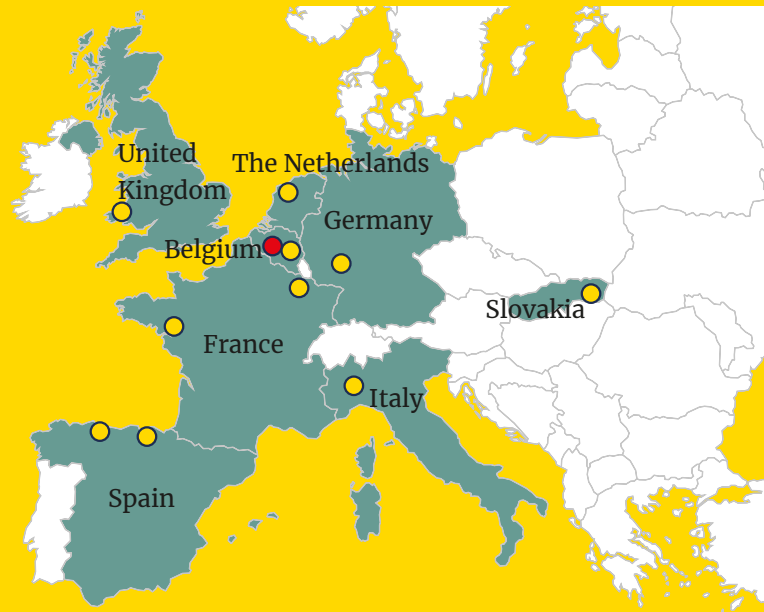 United
Kingdom
The Netherlands
Germany
Belgium
Slovakia
France
Italy
Spain